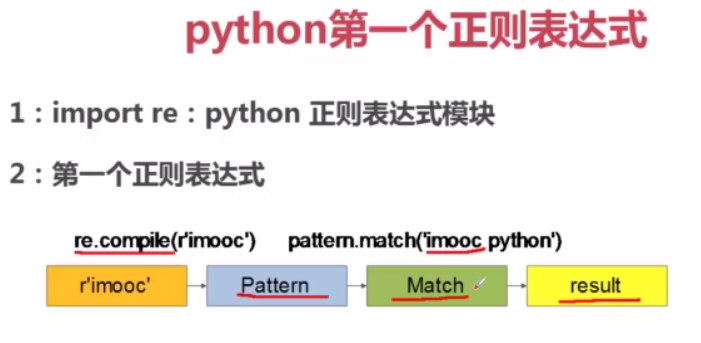 python第一个正则表达式
1：import re：python 正则表达式模块
2：第一个正则表达式
re.compile(r'imooc') pattern.match('imooc python')
r'imooc' Pattern Match result